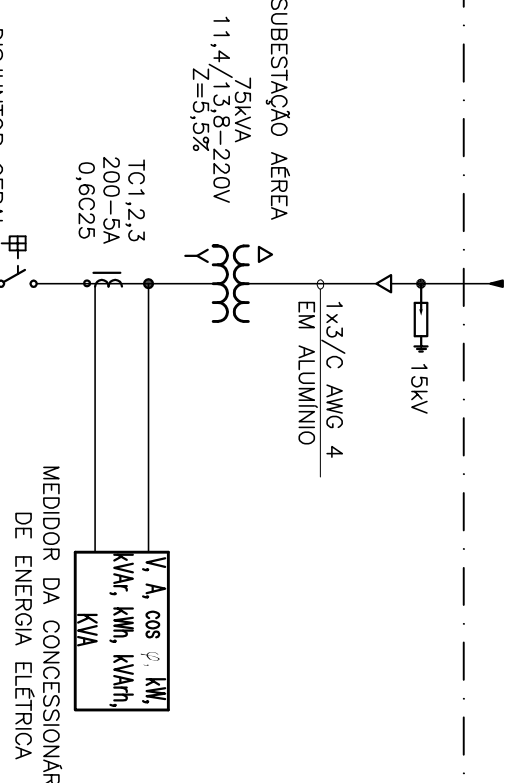 SUBESTAÇÃO AÉREA
75kVA
11,4/13,8-220V
Z=5,5%
15kV
1x3/C AWG 4
EM ALUMÍNIO
TC1,2,3
200-5A
0,6C25
V, A, cos φ, kW,
kVAr, kWh, kVArh,
KVA
MEDIDOR DA CONCESSIONÁR
DE ENERGIA ELÉTRICA